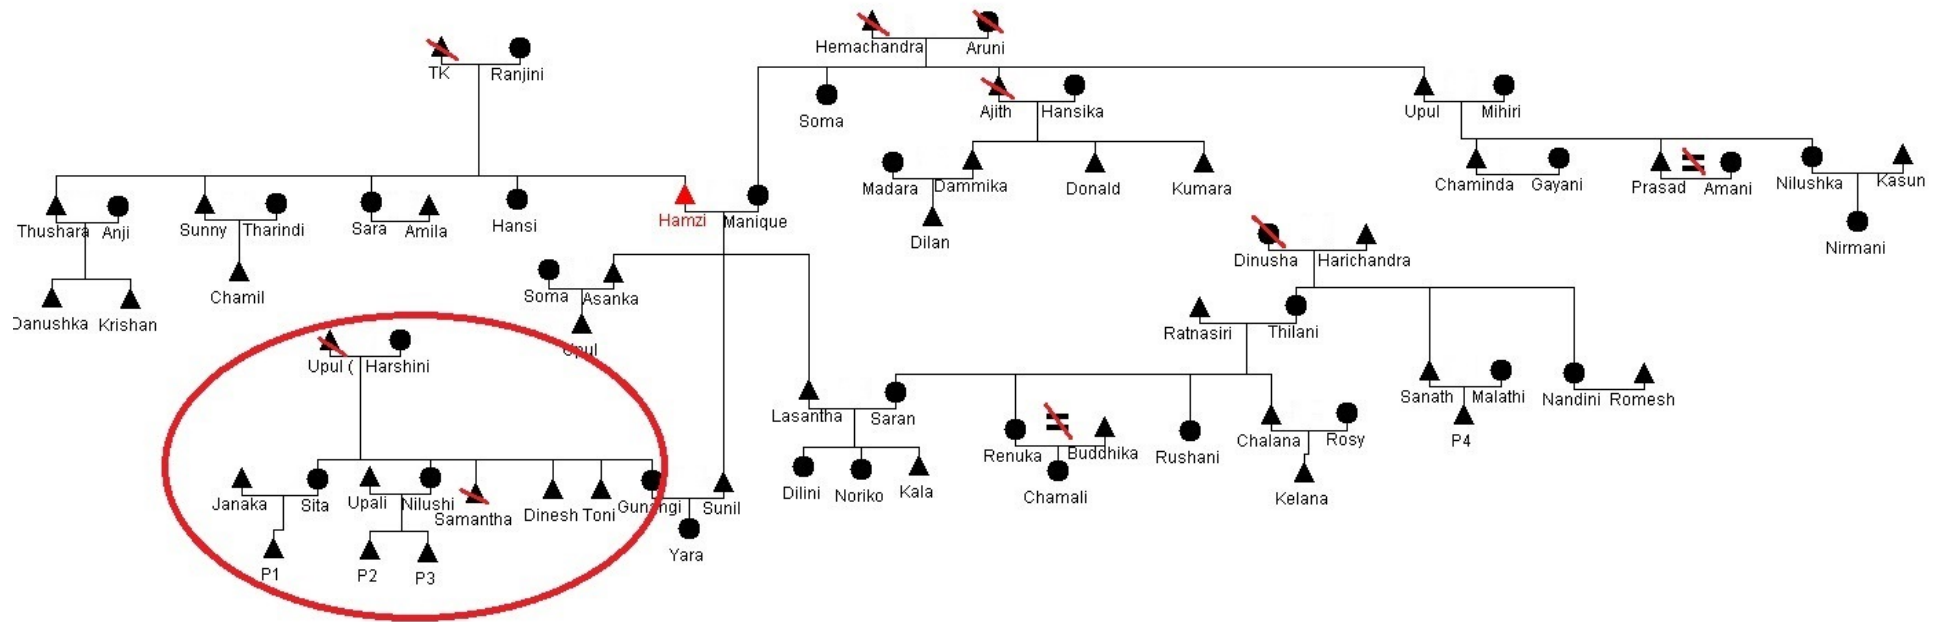 Hemachandra Aruni
TK Ranjini
Ajith Hansika
Upul Mihiri
Soma
Madara Dammika Donald Kumara
Chaminda Gayani Prasad Amani Nilushka Kasun
Thushara Anji Sunny Tharindi Sara Amila Hansi Hamzi Manique
Dilan
Nirmani
Dinusha Harichandra
Danushka Krishan
Chamil
Soma Asanka
Upul
Ratnasiri Thilani
Upul ( Harshini
Lasantha Saran
Sanath Malathi Nandini Romesh
Renuka Buddhika Rushani Chalana Rosy
P4
Dilini Noriko Kala
Chamali
Kelana
Janaka Sita Upali Nilushi Samantha Dinesh Toni Gunangi Sunil
Yara
P1 P2 P3